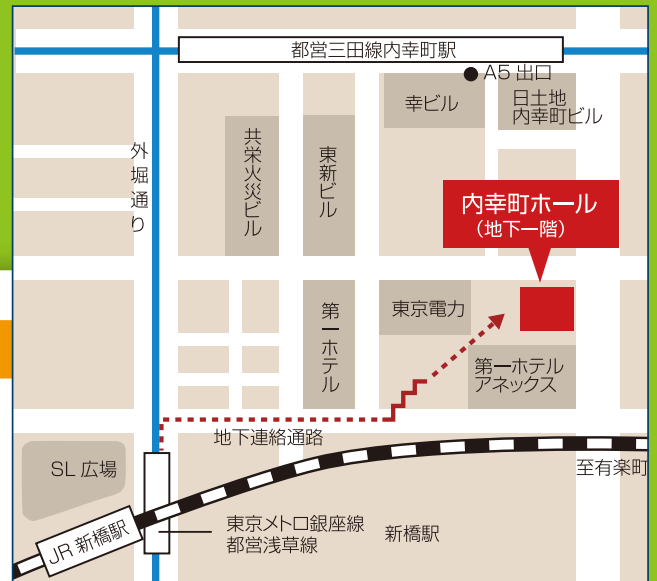 都営三田線内幸町駅
A5 出口
幸ビル
日土地
内幸町ビル
外堀通り
共栄火災ビル
東新ビル
内幸町ホール
(地下一階)
第一ホテル
東京電力
第一ホテル
アネックス
地下連絡通路
SL 広場
至有楽町
JR 新橋駅
東京メトロ銀座線
都営浅草線
新橋駅